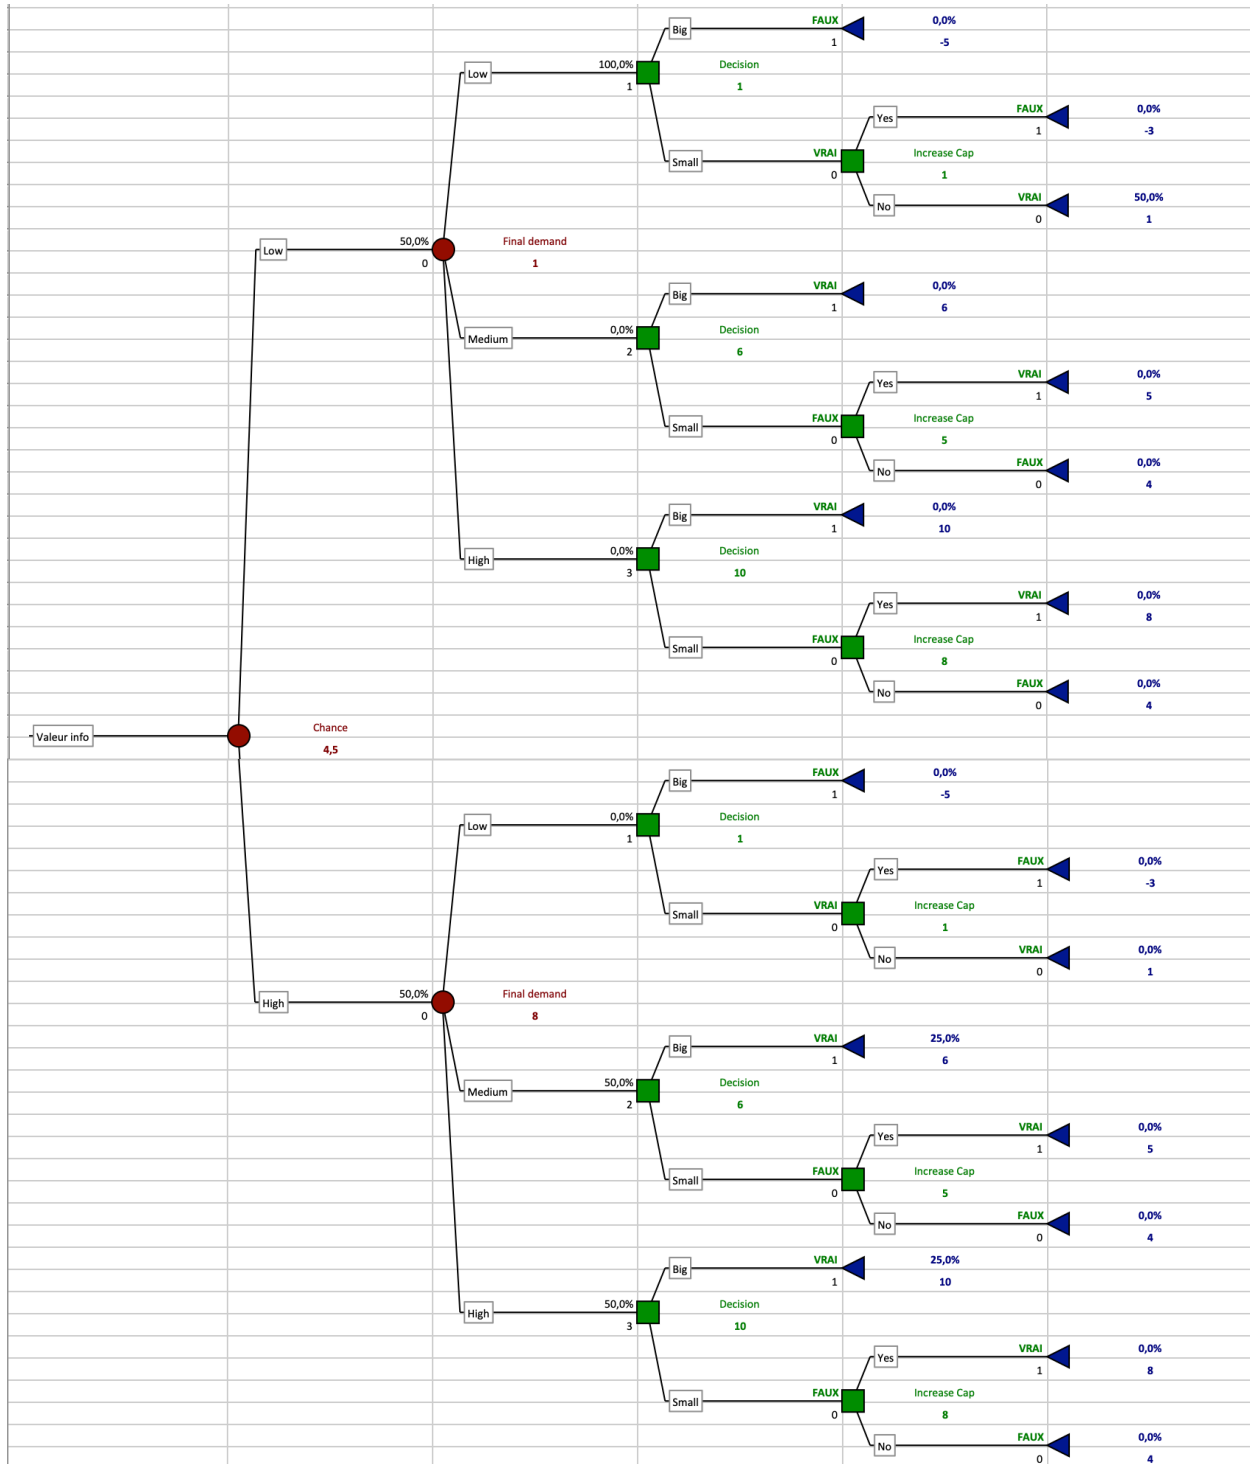 FAUX 0,0%
Big
1 -5
100,0% Decision
Low
1 1
FAUX 0,0%
Yes
1 -3
VRAI Increase Cap
Small
0 1
VRAI 50,0%
No
0 1
50,0% Final demand
Low
0 1
VRAI 0,0%
Big
1 6
0,0% Decision
Medium
2 6
VRAI 0,0%
Yes
1 5
FAUX Increase Cap
Small
0 5
FAUX 0,0%
No
0 4
VRAI 0,0%
Big
1 10
0,0% Decision
High
3 10
VRAI 0,0%
Yes
1 8
FAUX Increase Cap
Small
0 8
FAUX 0,0%
No
0 4
Chance
Valeur info
4,5
FAUX 0,0%
Big
1 -5
0,0% Decision
Low
1 1
FAUX 0,0%
Yes
1 -3
VRAI Increase Cap
Small
0 1
VRAI 0,0%
No
0 1
50,0% Final demand
High
0 8
VRAI 25,0%
Big
1 6
50,0% Decision
Medium
2 6
VRAI 0,0%
Yes
1 5
FAUX Increase Cap
Small
0 5
FAUX 0,0%
No
0 4
VRAI 25,0%
Big
1 10
50,0% Decision
High
3 10
VRAI 0,0%
Yes
1 8
FAUX Increase Cap
Small
0 8
FAUX 0,0%
No
0 4